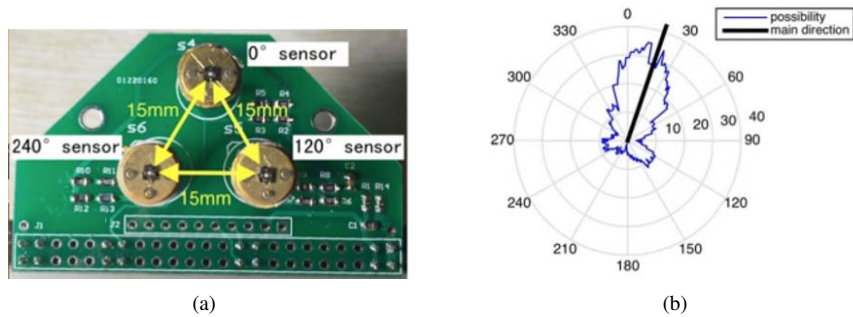 S4
0° sensor
01220160
R5
R4
15mm
15mm
R3
R2
S6
S5
240° sensor
120° sensor
C2
R10
R11
R8
R1
R14
15mm
R12
R13
J1
J2
C1
(a)
possibility
main direction
0
330
30
300
60
270
10
20
30
40
90
240
120
210
150
180
(b)